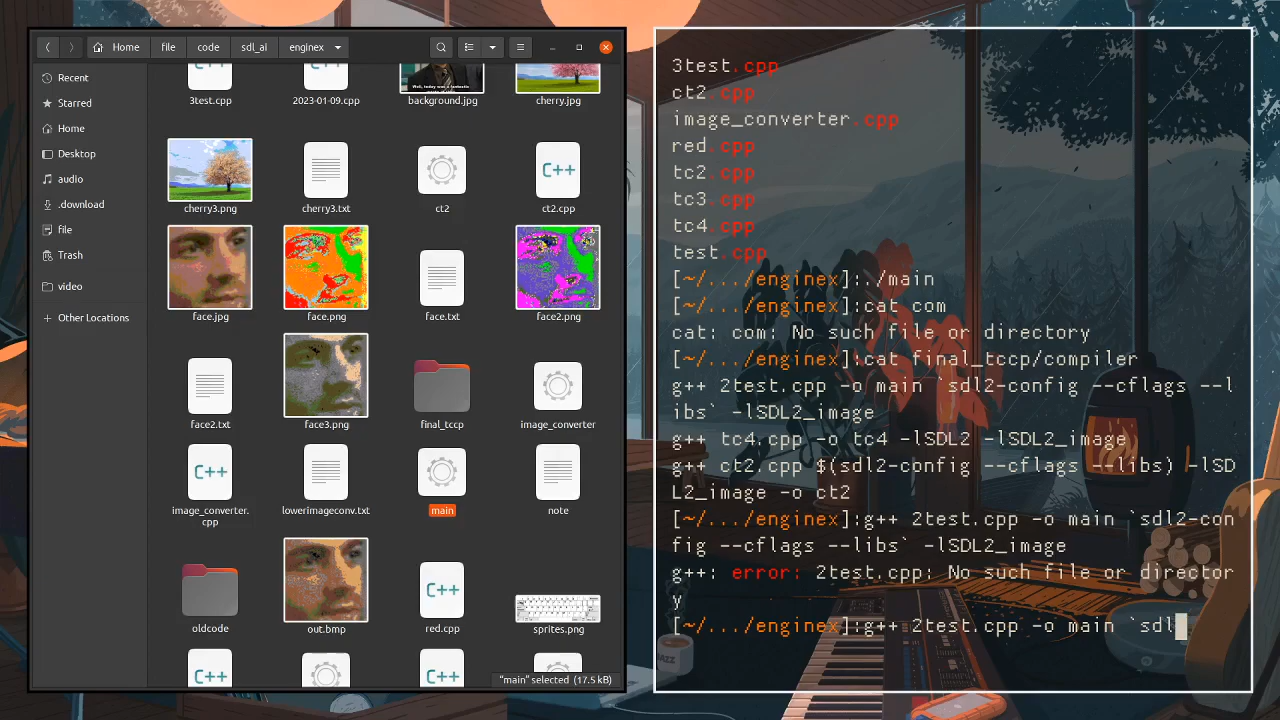 Home
file
code
sdl_ai
enginex
Recent
Starred
Home
Desktop
audio
.download
file
Trash
video
Other Locations
3test.cpp
2023-01-09.cpp
background.jpg
cherry.jpg
cherry3.png
cherry3.txt
ct2
C++
ct2.cpp
face.jpg
face.png
face.txt
face2.png
face2.txt
face3.png
final_tccp
image_converter
C++
image_converter.
cpp
lowerimageconv.txt
main
note
oldcode
out.bmp
C++
red.cpp
sprites.png
"main" selected (17.5 kB)
3test.cpp
ct2.cpp
image_converter.cpp
red.cpp
tc2.cpp
tc3.cpp
tc4.cpp
test.cpp
[~/.../enginex]:./main
[~/.../enginex]:cat com
cat: com: No such file or directory
[~/.../enginex]:cat final_tccp/compiler
g++ 2test.cpp -o main `sdl2-config --cflags --l
ibs` -lSDL2_image
g++ tc4.cpp -o tc4 -lSDL2 -lSDL2_image
g++ ct2.cpp $(sdl2-config --cflags --libs) -lSD
L2_image -o ct2
[~/.../enginex]:g++ 2test.cpp -o main `sdl2-con
fig --cflags --libs` -lSDL2_image
g++: error: 2test.cpp: No such file or director
y
[~/.../enginex]:g++ 2test.cpp -o main `sdl
JAZZ